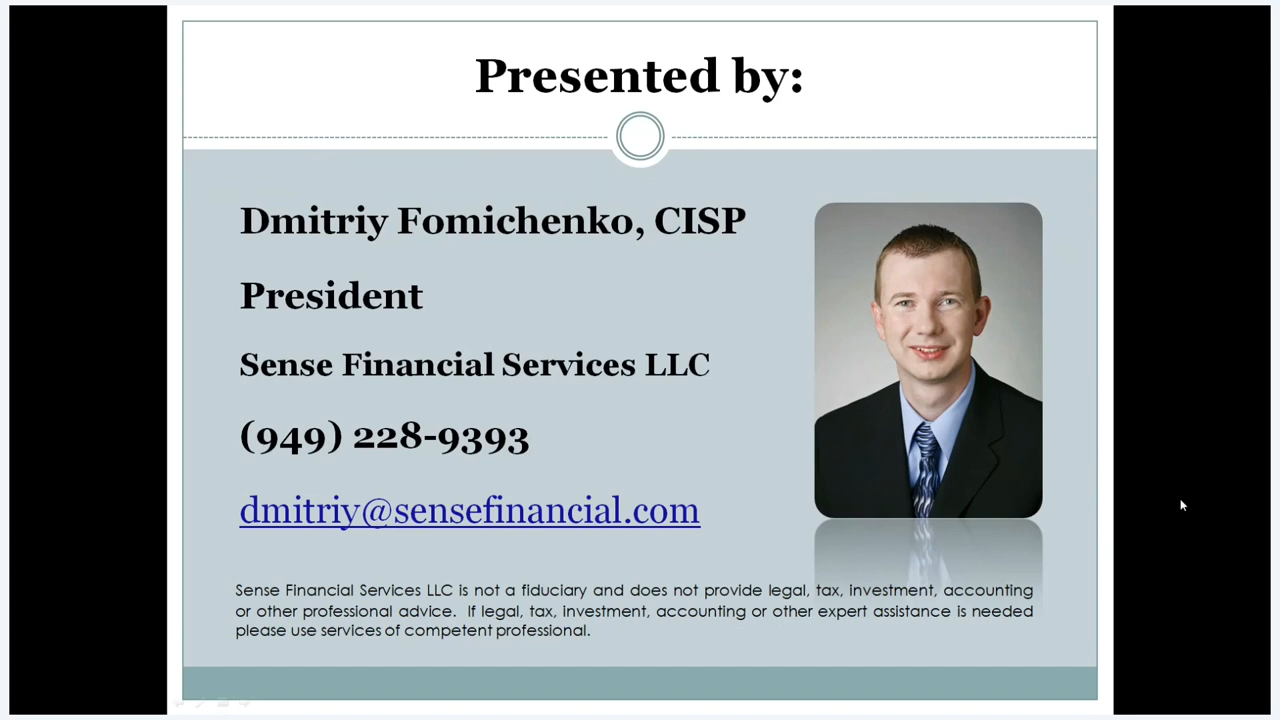 Presented by:
Dmitriy Fomichenko, CISP
President
Sense Financial Services LLC
(949) 228-9393
dmitriy@sensefinancial.com
Sense Financial Services LLC is not a fiduciary and does not provide legal, tax, investment, accounting
or other professional advice.  If legal, tax, investment, accounting or other expert assistance is needed
please use services of competent professional.